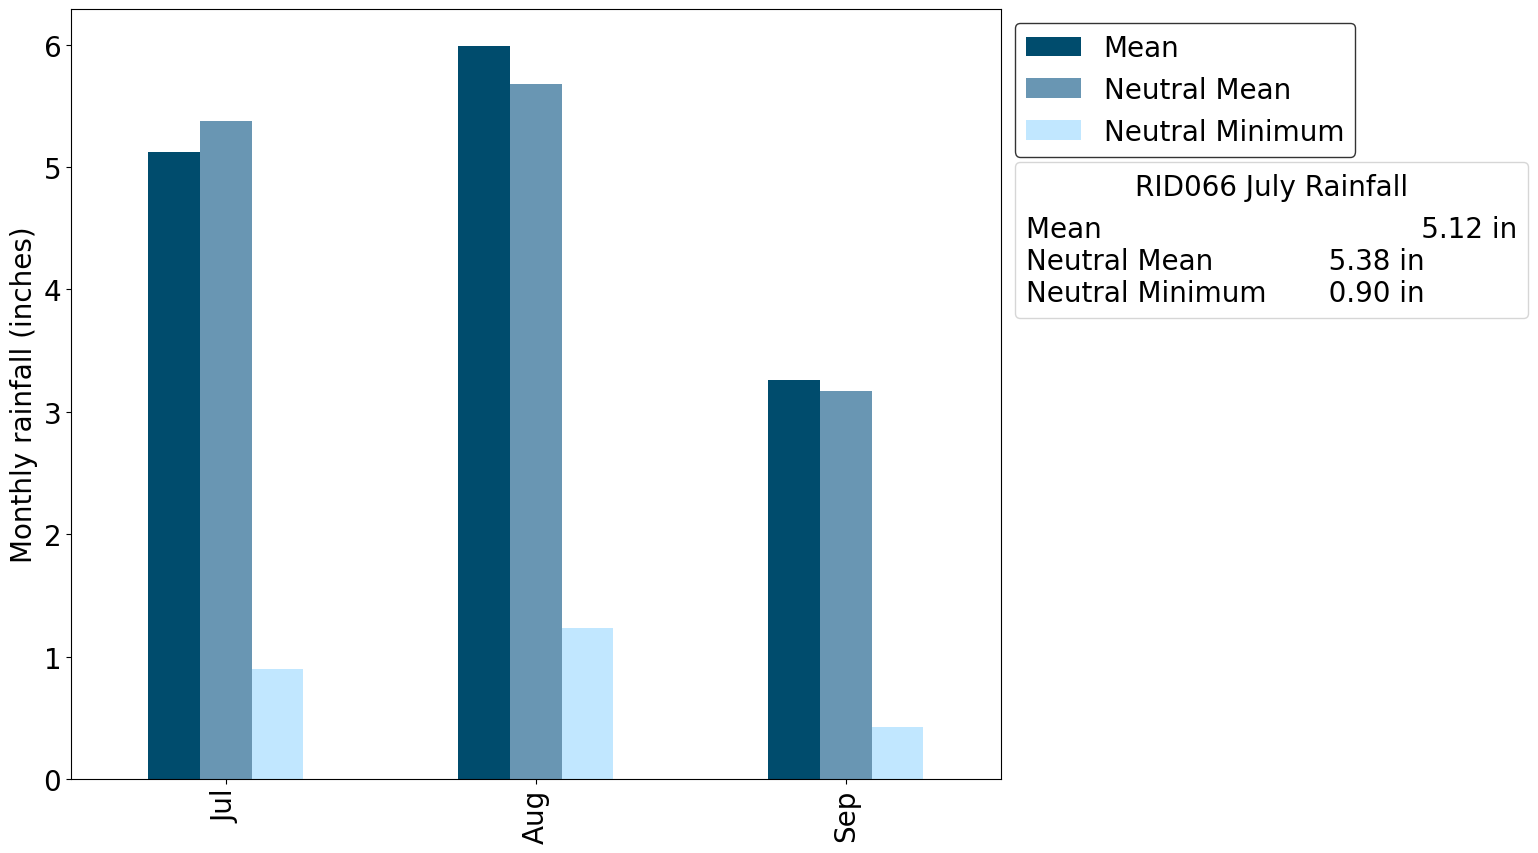 6
5
4
3
2
1
0
Monthly rainfall (inches)
Jul
Aug
Sep
Mean
Neutral Mean
Neutral Minimum
RID066 July Rainfall
Mean 5.12 in
Neutral Mean 5.38 in
Neutral Minimum 0.90 in